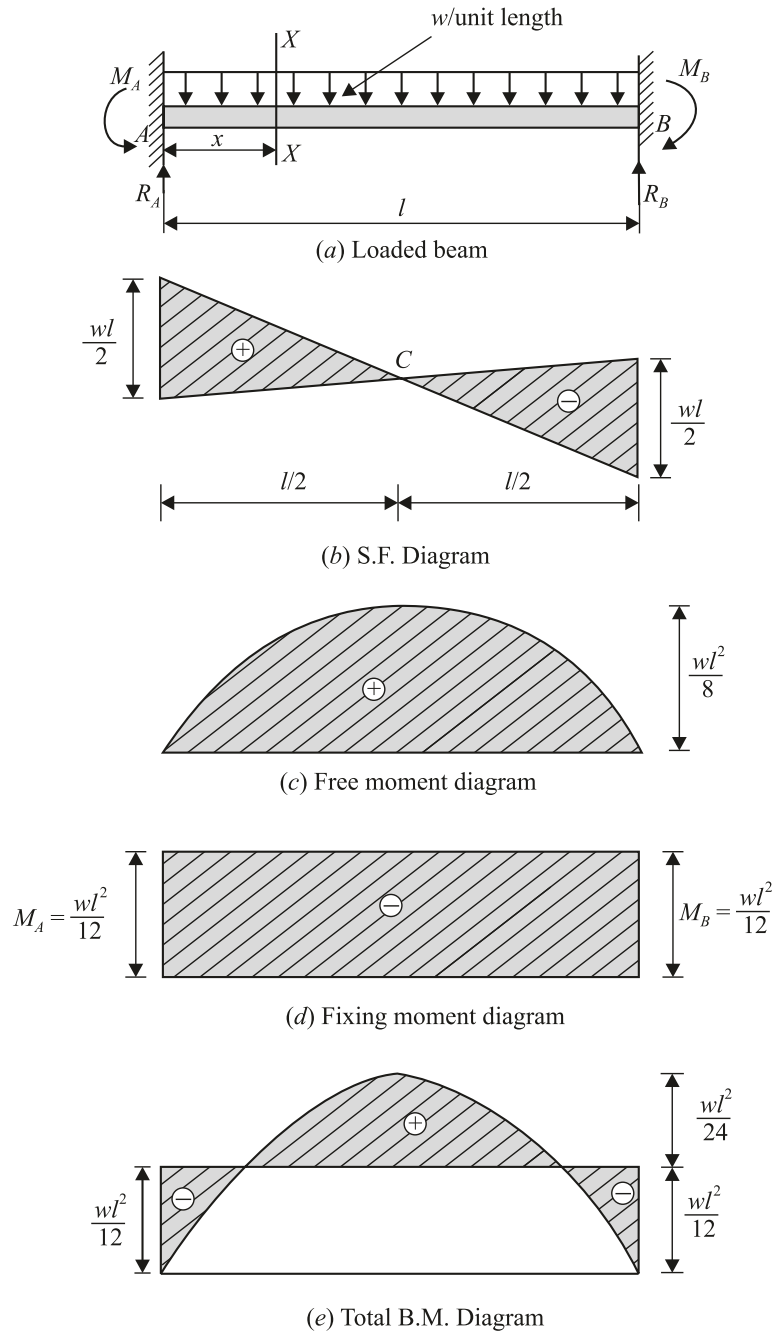 w/unit length
X
M_A
M_B
A
B
x
X
R_A
l
R_B
(a) Loaded beam
wl/2
+
C
−
wl/2
l/2
l/2
(b) S.F. Diagram
+
wl²/8
(c) Free moment diagram
M_A = wl²/12
−
M_B = wl²/12
(d) Fixing moment diagram
+
wl²/24
−
−
wl²/12
wl²/12
(e) Total B.M. Diagram